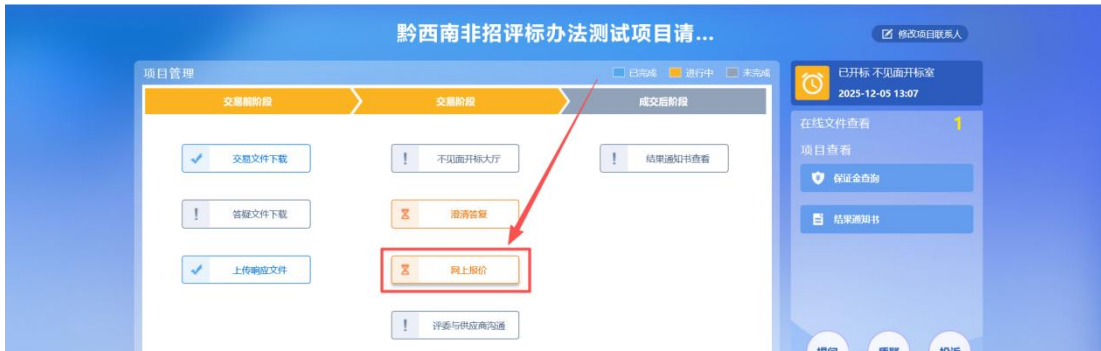 黔西南非招评标办法测试项目请...
修改项目联系人
项目管理
已完成
进行中
未完成
交易前阶段
交易阶段
成交后阶段
交易文件下载
不见面开标大厅
结果通知书查看
答疑文件下载
澄清答复
上传响应文件
网上报价
评委与供应商沟通
已开标 不见面开标室
2025-12-05 13:07
在线文件查看 1
项目查看
保证金查询
结果通知书
提问 质疑 投诉